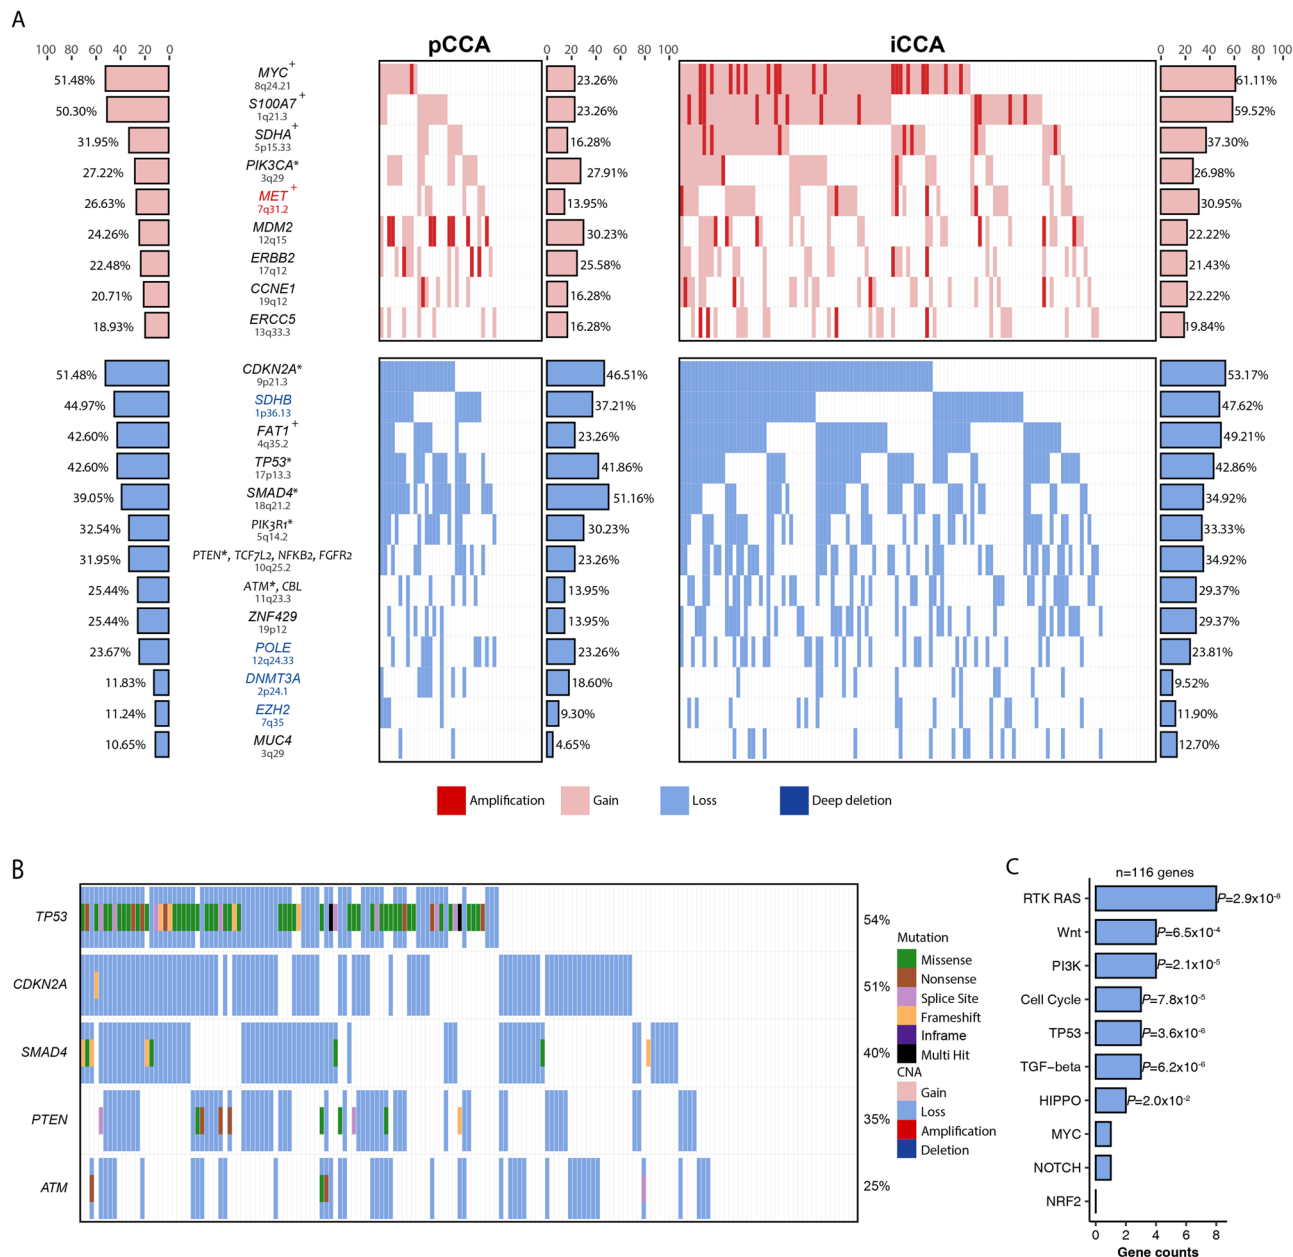 A
pCCA
iCCA
100 80 60 40 20 0
0 20 40 60 80 100
0 20 40 60 80 100
51.48% MYC+ 23.26% 61.11%
8q24.21
50.30% S100A7+ 23.26% 59.52%
1q21.3
31.95% SDHA+ 16.28% 37.30%
5p15.33
27.22% PIK3CA* 27.91% 26.98%
3q29
26.63% MET+ 13.95% 30.95%
7q31.2
24.26% MDM2 30.23% 22.22%
12q15
22.48% ERBB2 25.58% 21.43%
17q12
20.71% CCNE1 16.28% 22.22%
19q12
18.93% ERCC5 16.28% 19.84%
13q33.3
51.48% CDKN2A* 46.51% 53.17%
9p21.3
44.97% SDHB 37.21% 47.62%
1p36.13
42.60% FAT1+ 23.26% 49.21%
4q35.2
42.60% TP53* 41.86% 42.86%
17p13.3
39.05% SMAD4* 51.16% 34.92%
18q21.2
32.54% PIK3R1* 30.23% 33.33%
5q14.2
31.95% PTEN*, TCF7L2, NFKB2, FGFR2 23.26% 34.92%
10q25.2
25.44% ATM*, CBL 13.95% 29.37%
11q23.3
25.44% ZNF429 13.95% 29.37%
19p12
23.67% POLE 23.26% 23.81%
12q24.33
11.83% DNMT3A 18.60% 9.52%
2p24.1
11.24% EZH2 9.30% 11.90%
7q35
10.65% MUC4 4.65% 12.70%
3q29
Amplification Gain Loss Deep deletion
B
TP53 54%
CDKN2A 51%
SMAD4 40%
PTEN 35%
ATM 25%
Mutation
Missense
Nonsense
Splice Site
Frameshift
Inframe
Multi Hit
CNA
Gain
Loss
Amplification
Deletion
C
n=116 genes
RTK RAS P=2.9x10⁻⁸
Wnt P=6.5x10⁻⁴
PI3K P=2.1x10⁻⁵
Cell Cycle P=7.8x10⁻⁵
TP53 P=3.6x10⁻⁶
TGF−beta P=6.2x10⁻⁶
HIPPO P=2.0x10⁻²
MYC
NOTCH
NRF2
0 2 4 6 8
Gene counts